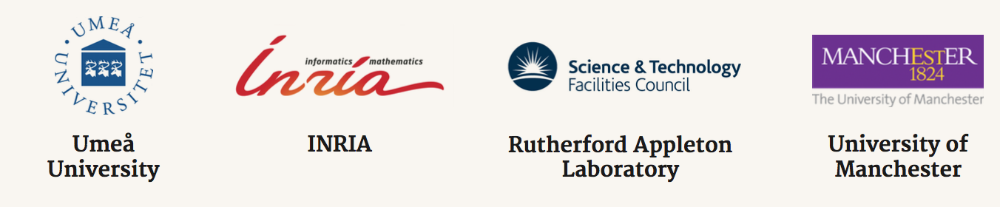 UMEÅ UNIVERSITET
Umeå
University
informatics mathematics
inria
INRIA
Science & Technology
Facilities Council
Rutherford Appleton
Laboratory
MANCHESTER
1824
The University of Manchester
University of
Manchester